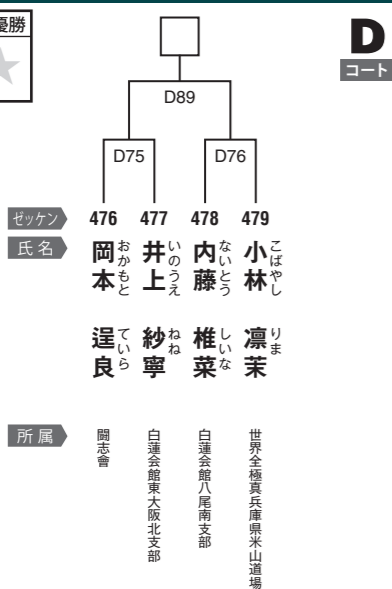 優勝
D
コート
D89
D75
D76
ゼッケン
476
477
478
479
氏名
岡本 逞良
おかもと ていら
井上 紗寧
いのうえ ねね
内藤 椎菜
ないとう しいな
小林 凛茉
こばやし りま
所属
闘志會
白蓮会館東大阪北支部
白蓮会館八尾南支部
世界全極真兵庫県米山道場